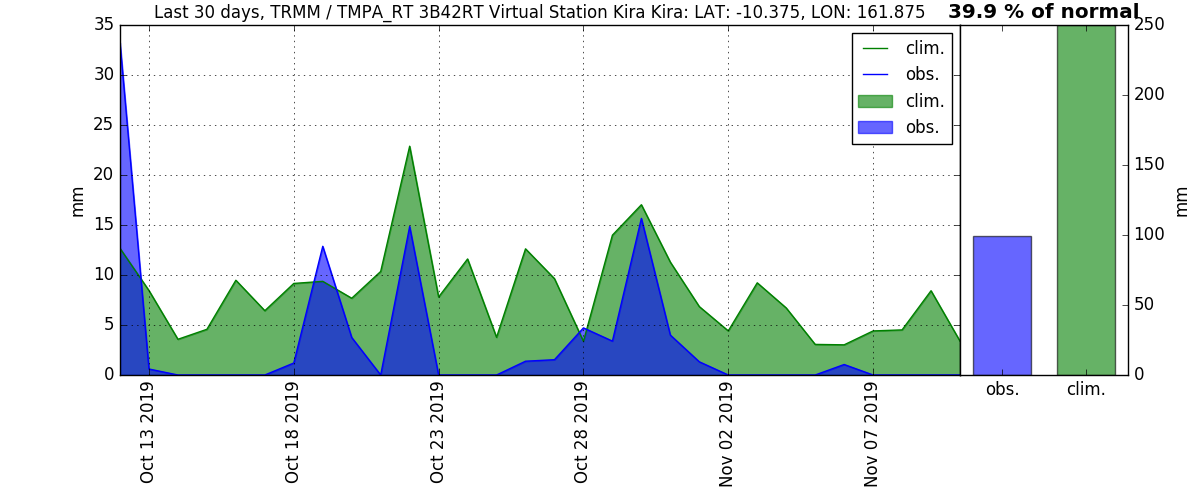 Last 30 days, TRMM / TMPA_RT 3B42RT Virtual Station Kira Kira: LAT: -10.375, LON: 161.875
39.9 % of normal
35
30
25
20
15
10
5
0
mm
clim.
obs.
clim.
obs.
Oct 13 2019
Oct 18 2019
Oct 23 2019
Oct 28 2019
Nov 02 2019
Nov 07 2019
250
200
150
100
50
0
mm
obs.
clim.